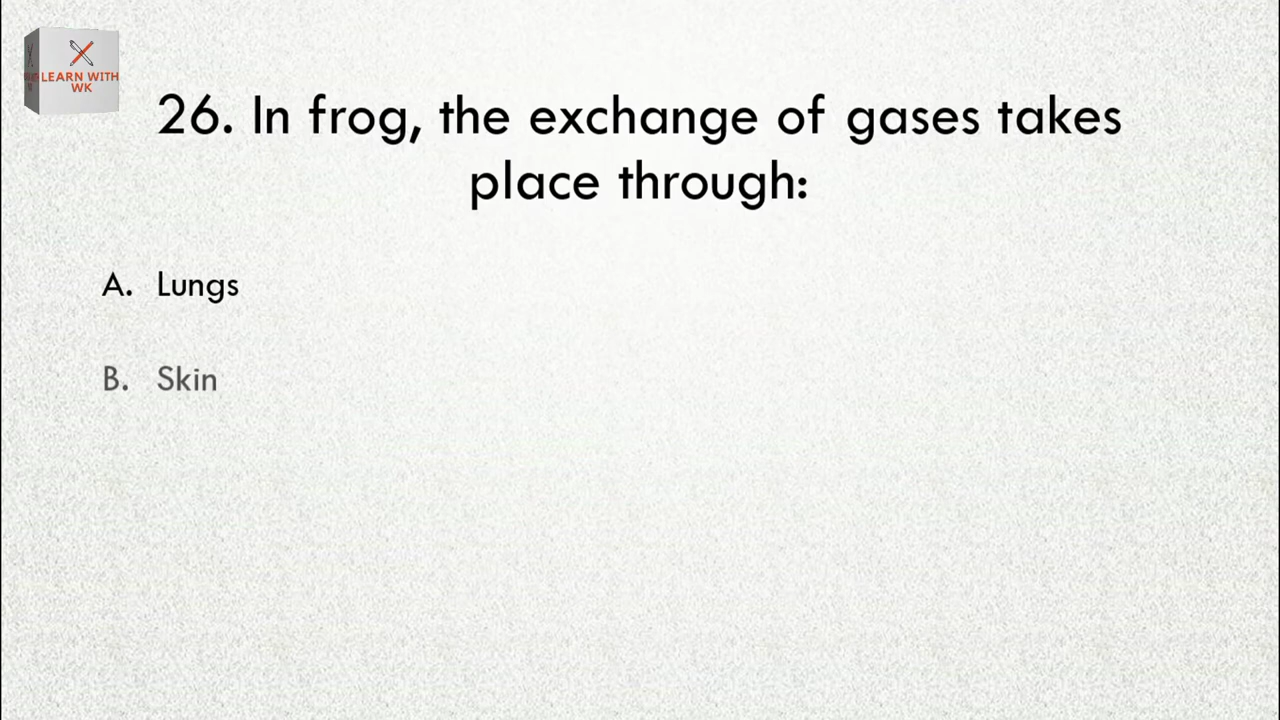 LEARN WITH
WK
26. In frog, the exchange of gases takes
place through:
A. Lungs
B. Skin